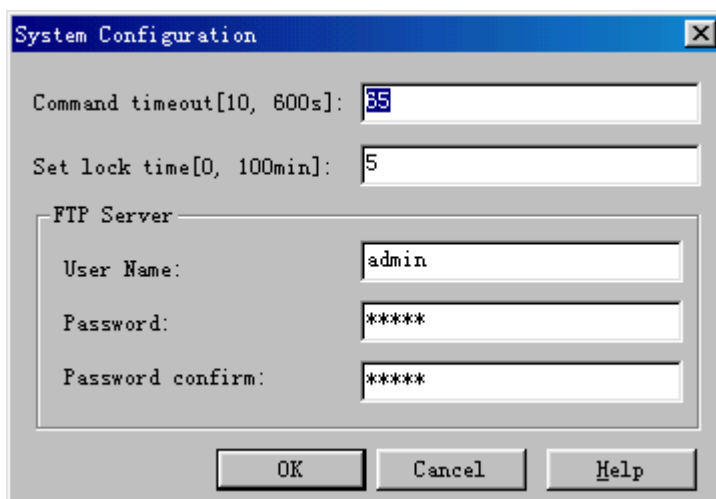 System Configuration
Command timeout[10, 600s]: 65
Set lock time[0, 100min]: 5
FTP Server
User Name: admin
Password: *****
Password confirm: *****
OK Cancel Help